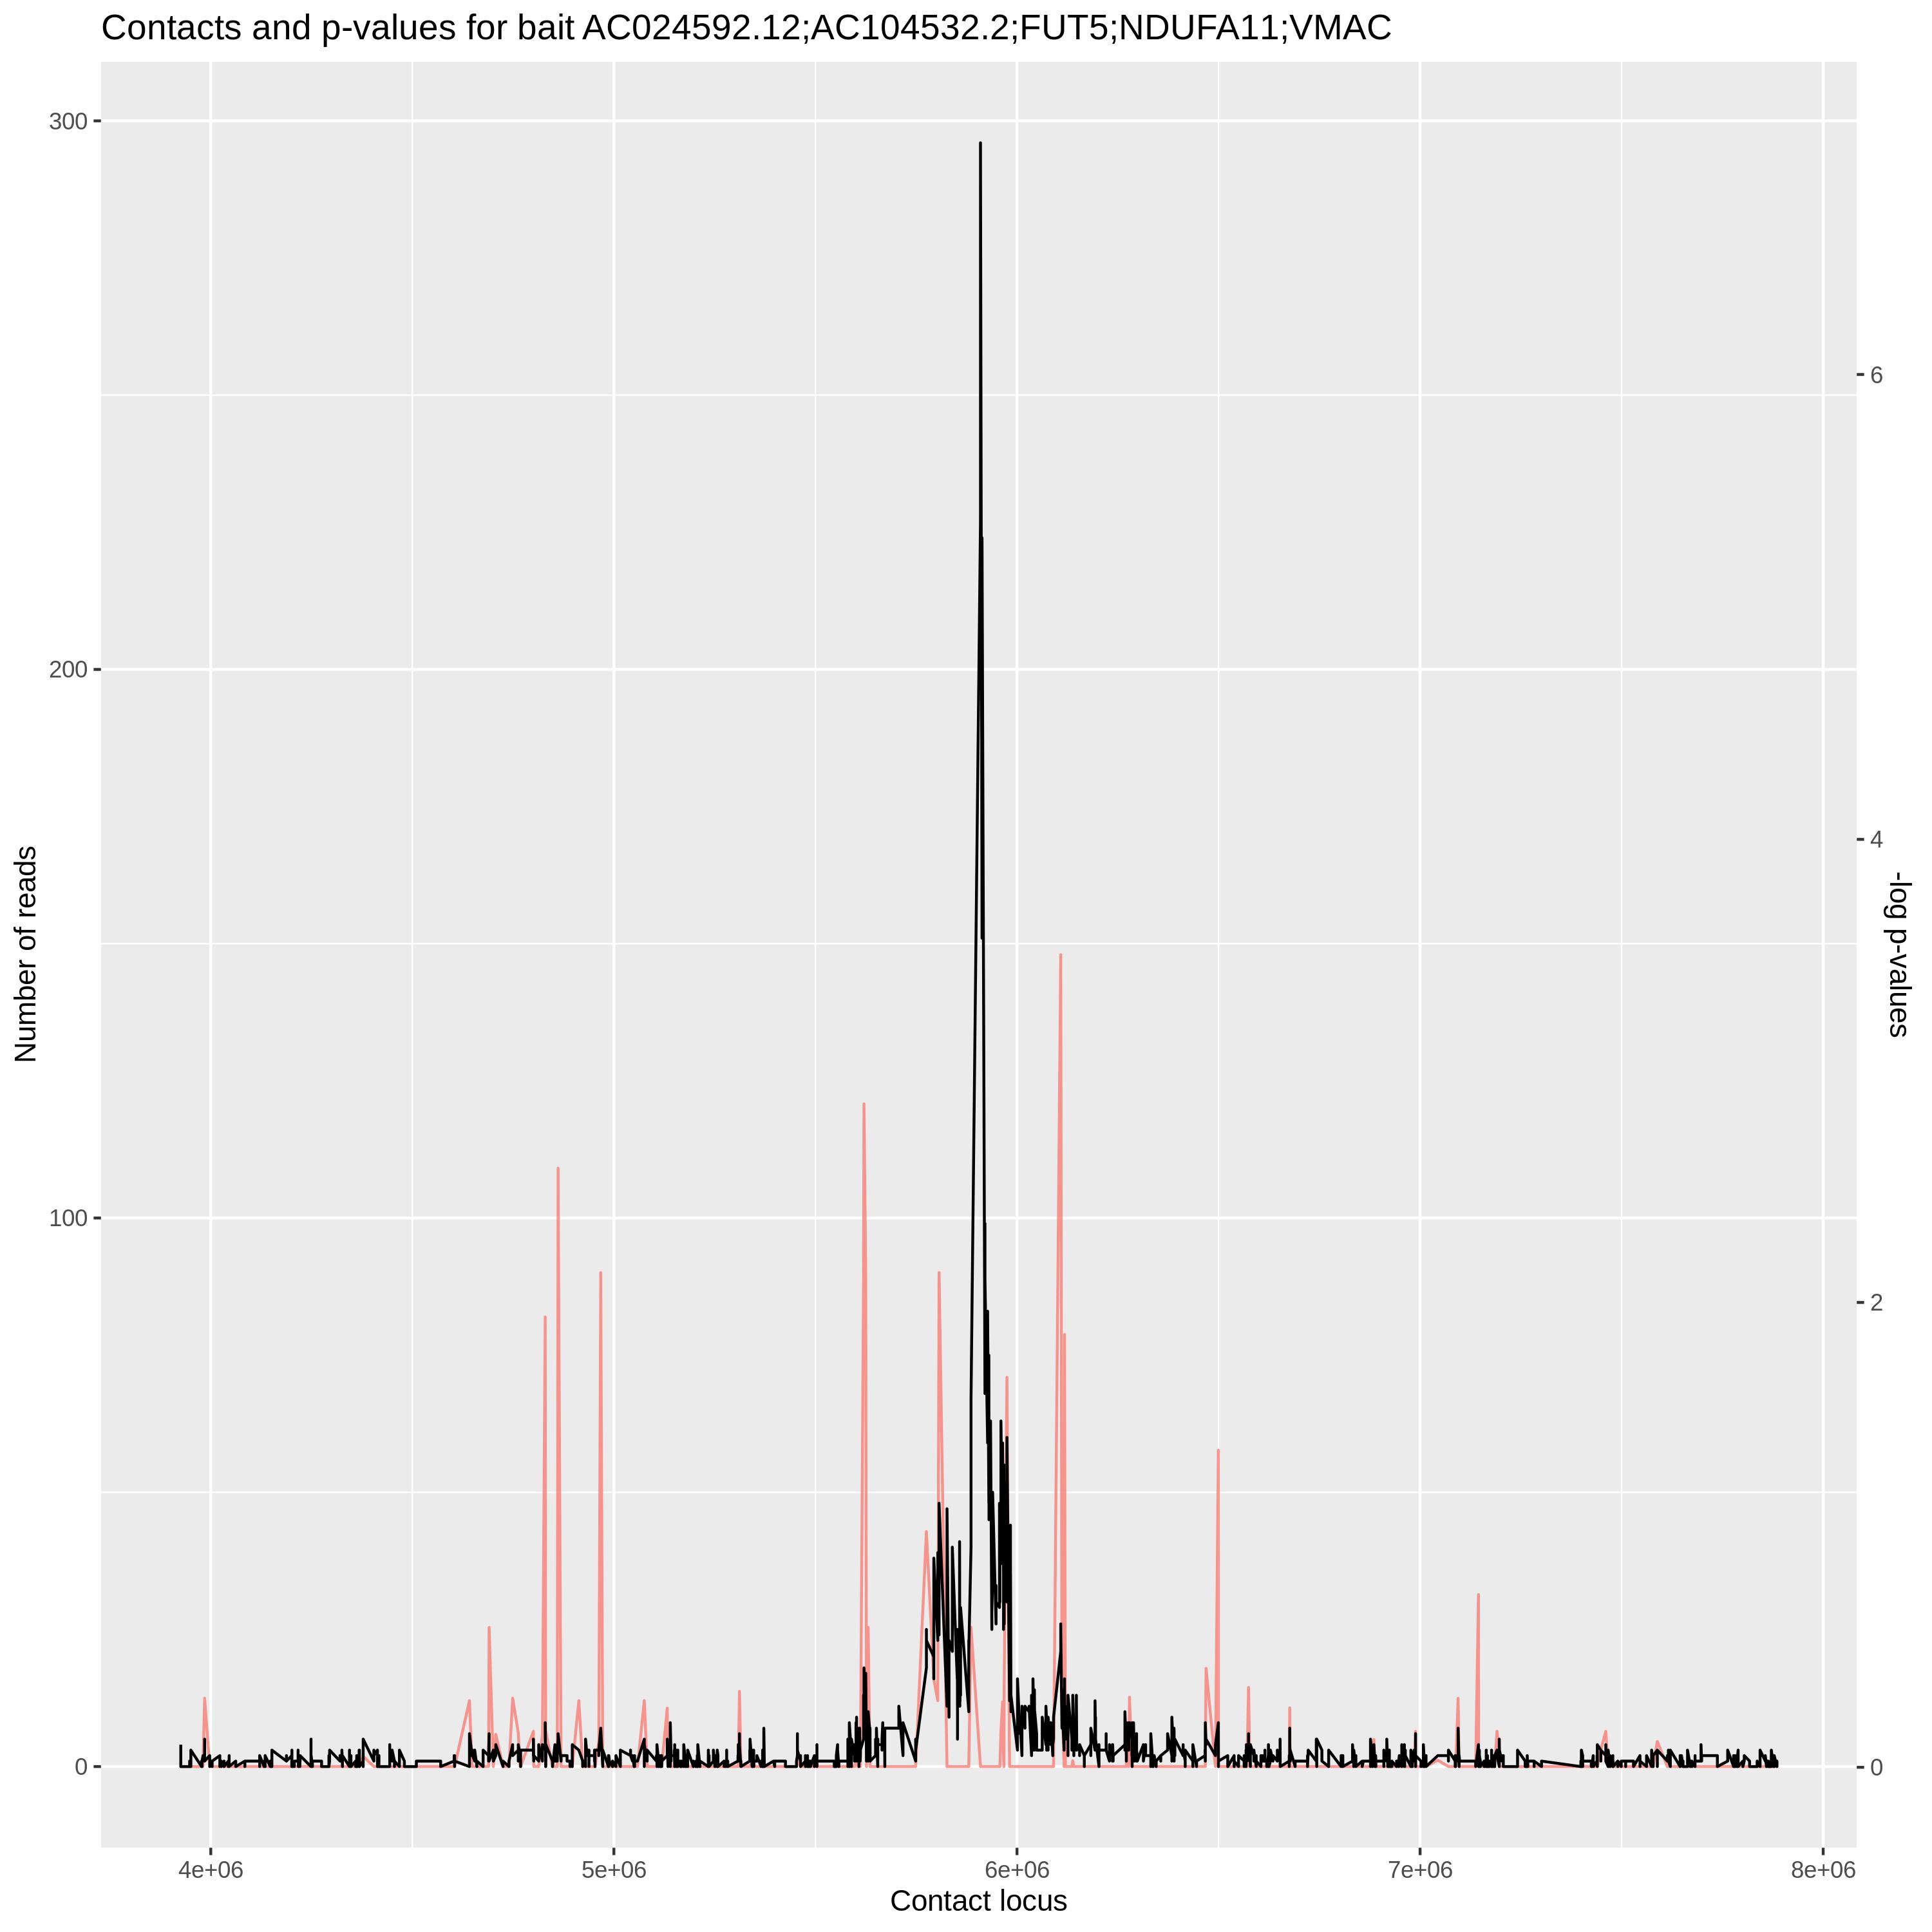 Contacts and p-values for bait AC024592.12;AC104532.2;FUT5;NDUFA11;VMAC
300
200
100
0
Number of reads
6
4
2
0
-log p-values
4e+06
5e+06
6e+06
7e+06
8e+06
Contact locus